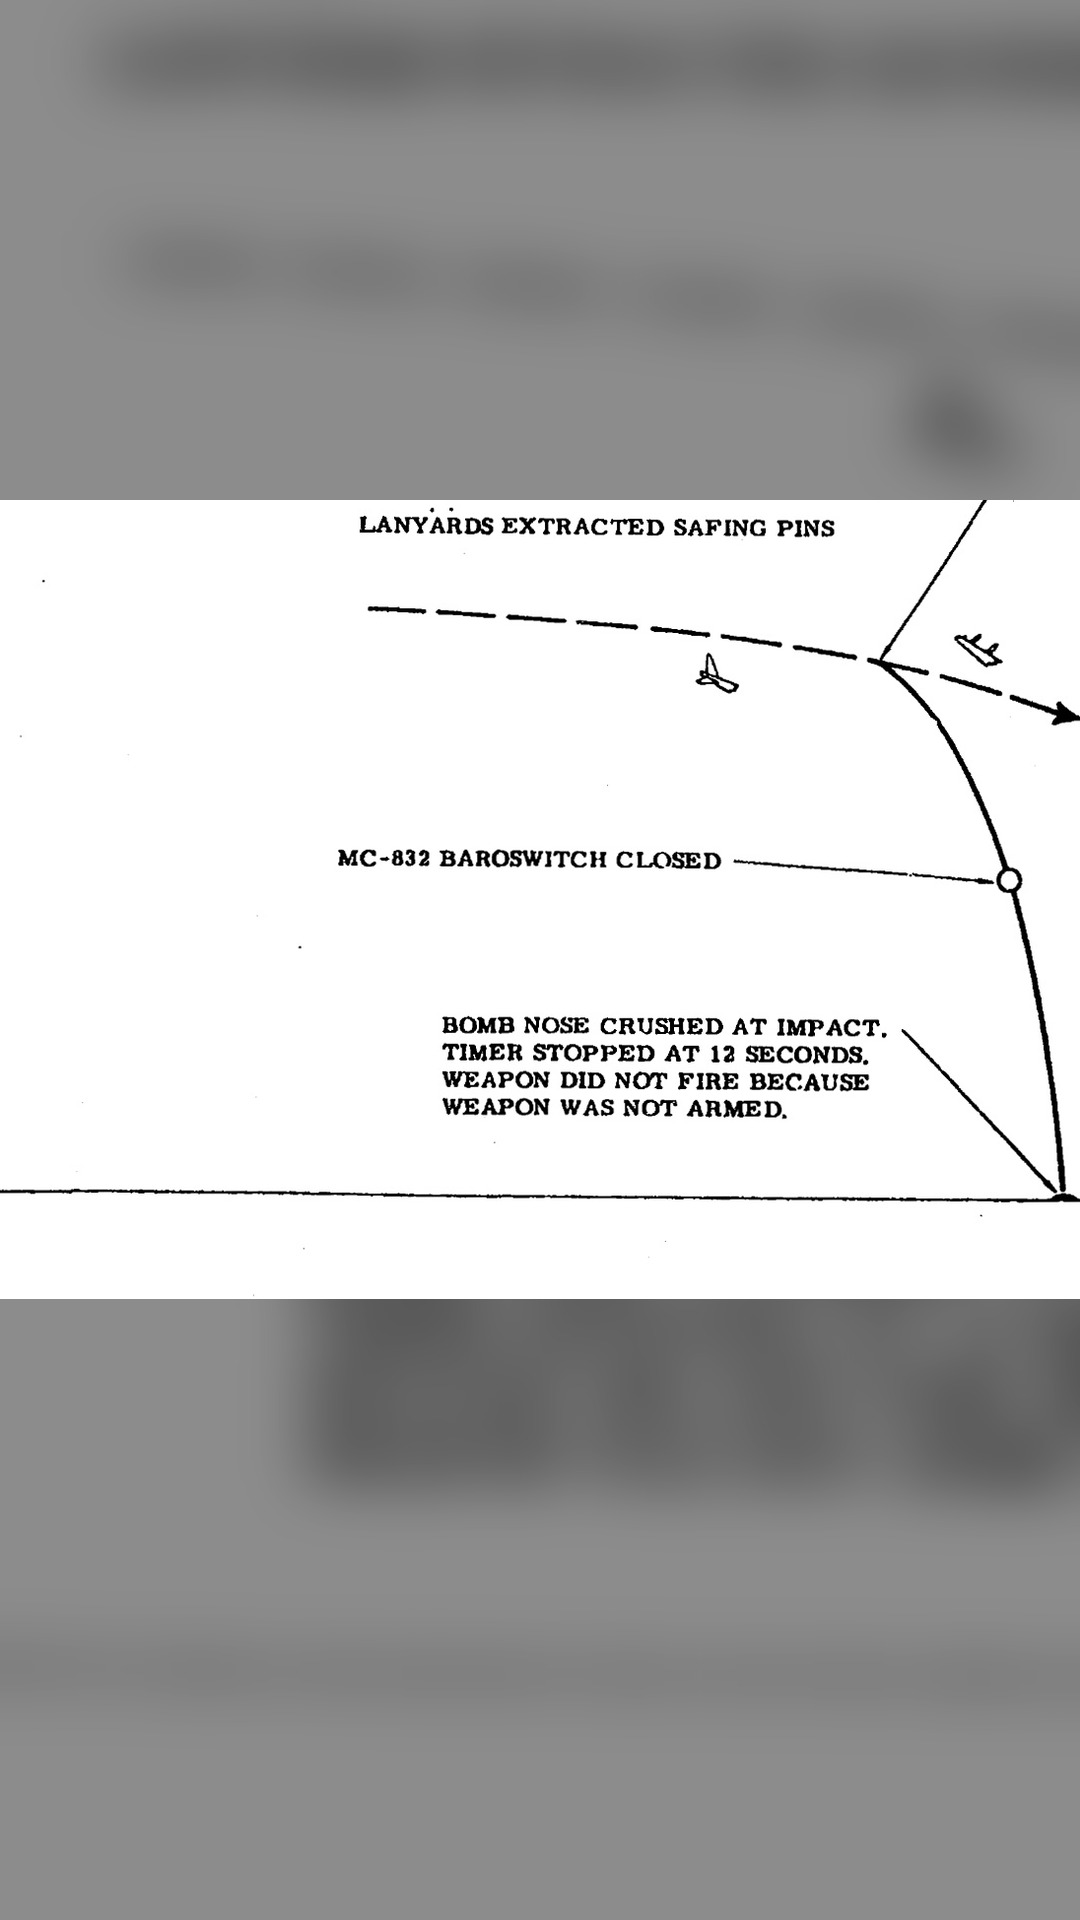 LANYARDS EXTRACTED SAFING PINS
MC-832 BAROSWITCH CLOSED
BOMB NOSE CRUSHED AT IMPACT.
TIMER STOPPED AT 12 SECONDS.
WEAPON DID NOT FIRE BECAUSE
WEAPON WAS NOT ARMED.